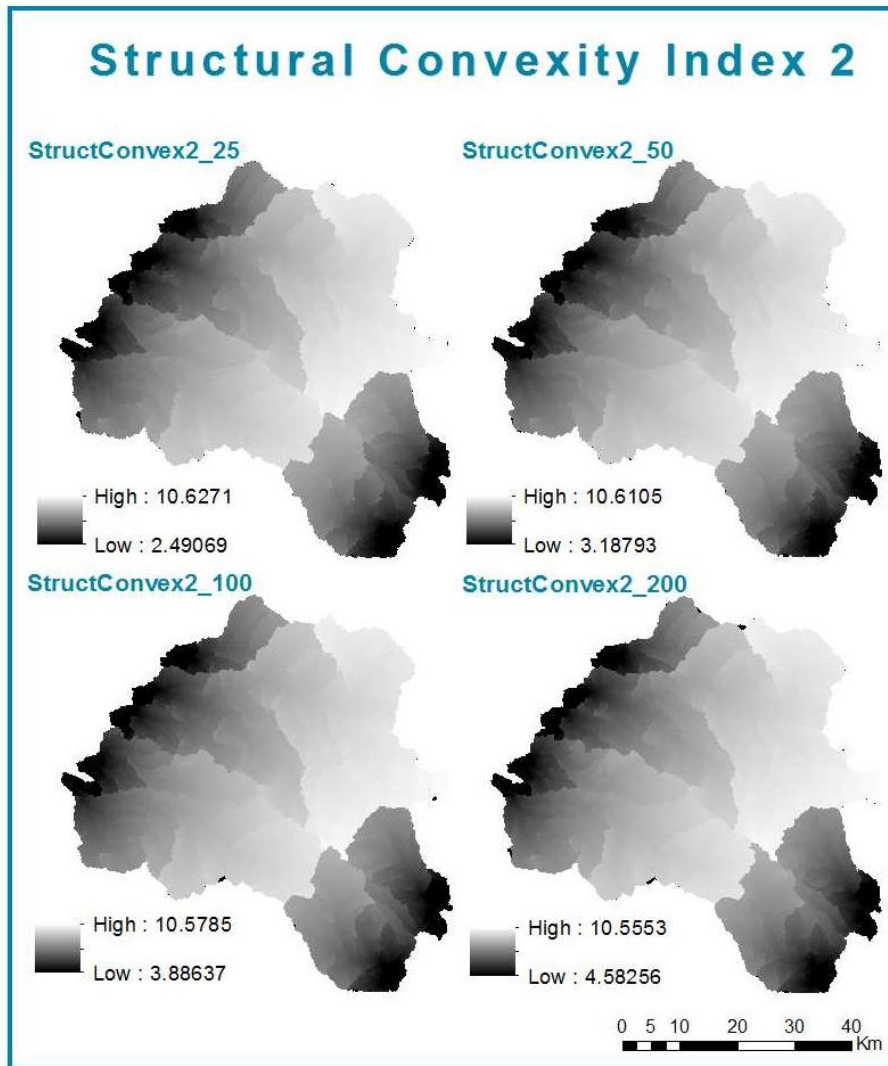 Structural Convexity Index 2
StructConvex2_25
StructConvex2_50
High : 10.6271
Low : 2.49069
High : 10.6105
Low : 3.18793
StructConvex2_100
StructConvex2_200
High : 10.5785
Low : 3.88637
High : 10.5553
Low : 4.58256
0 5 10 20 30 40
Km